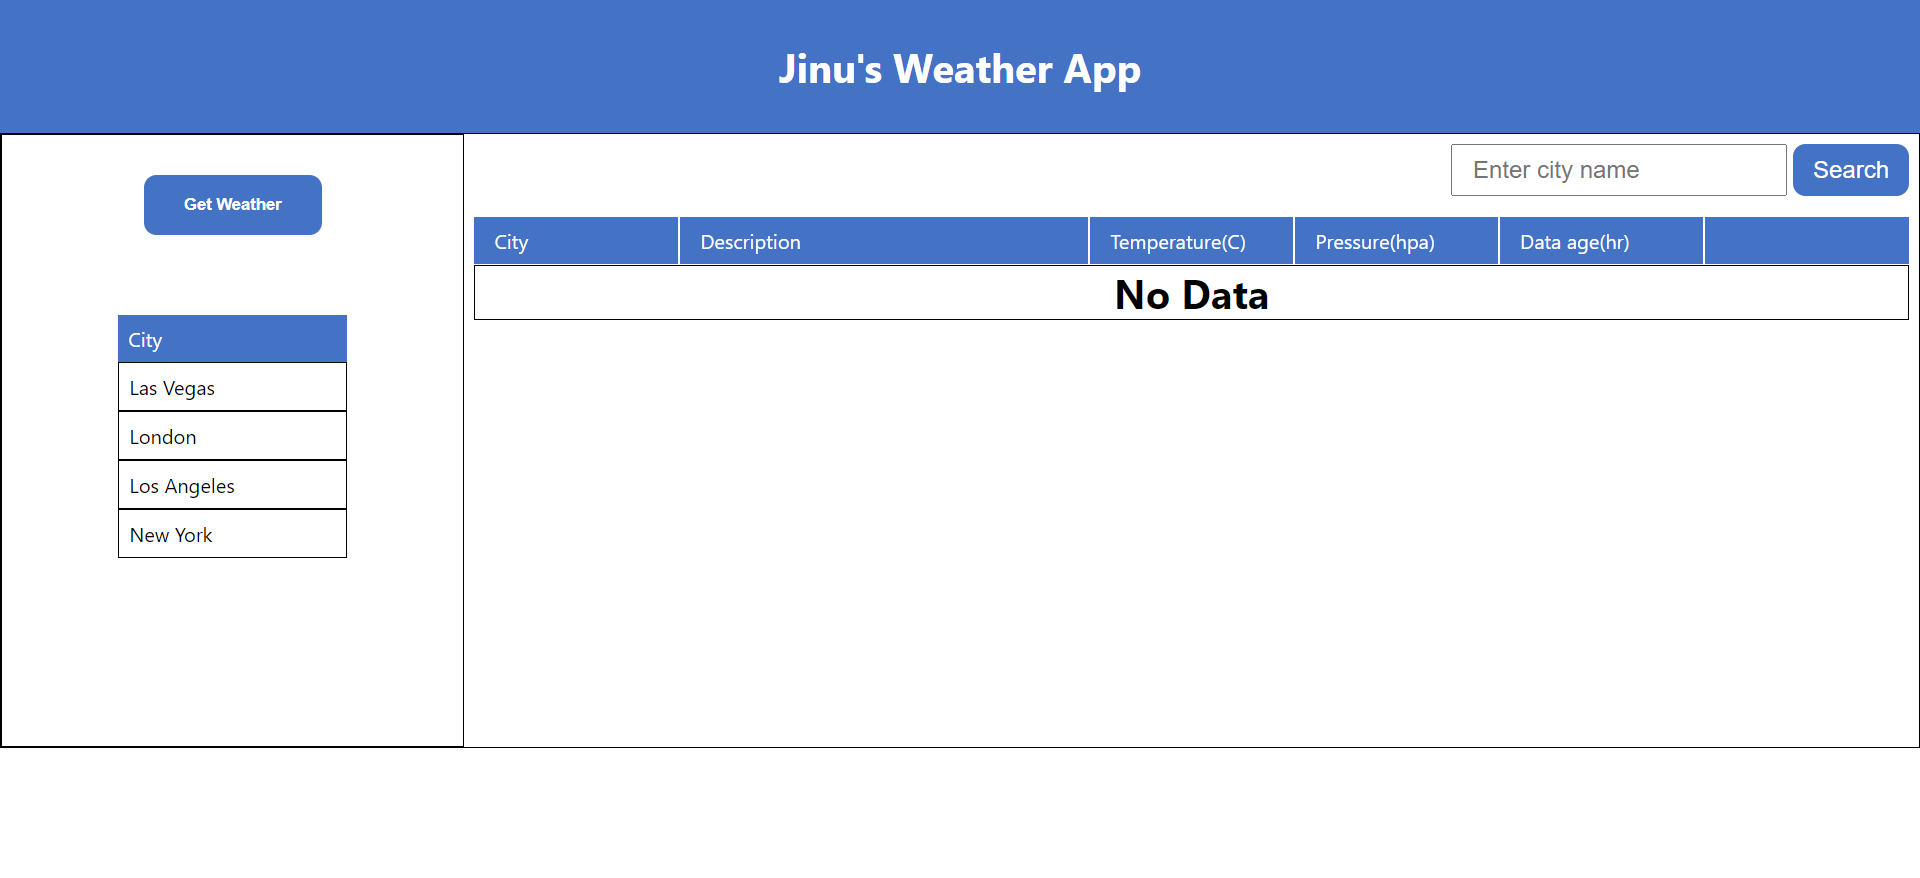 Jinu's Weather App
Get Weather
City
Las Vegas
London
Los Angeles
New York
Enter city name Search
City Description Temperature(C) Pressure(hpa) Data age(hr)
No Data